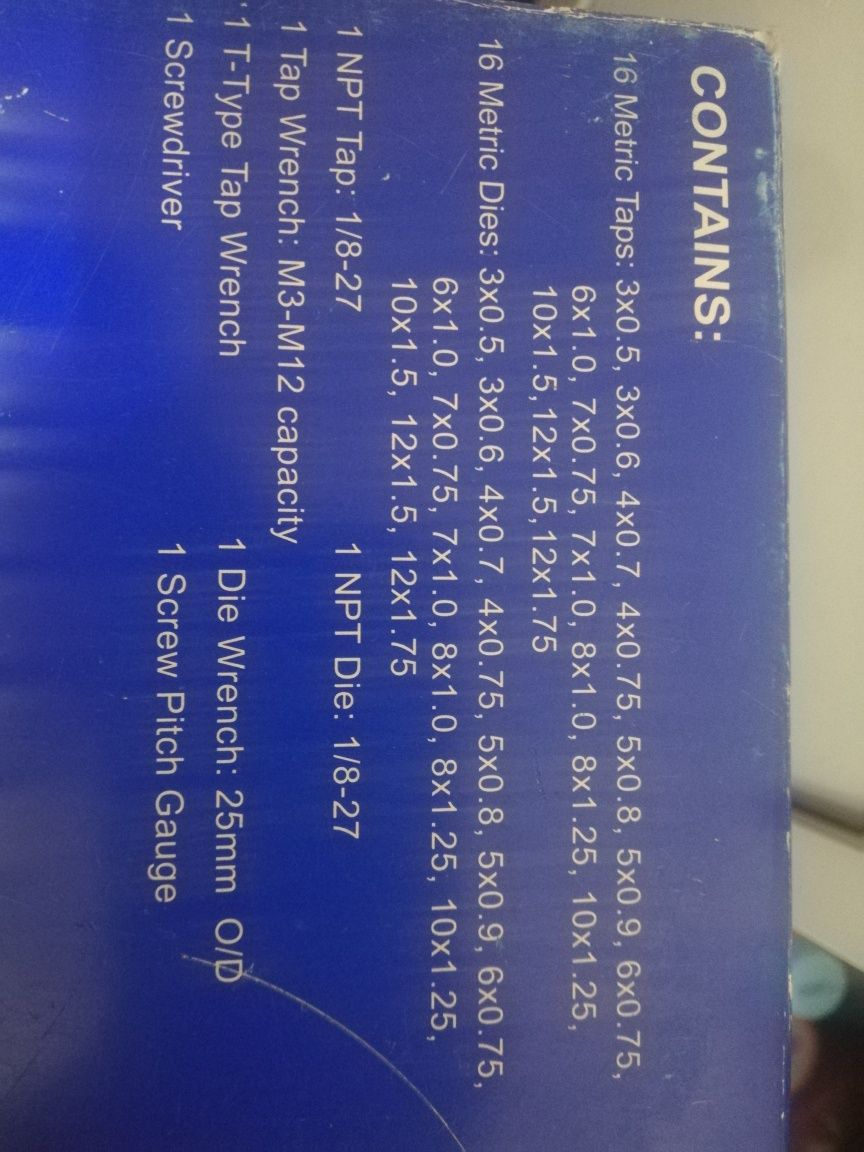 CONTAINS:
16 Metric Taps: 3x0.5, 3x0.6, 4x0.7, 4x0.75, 5x0.8, 5x0.9, 6x0.75,
6x1.0, 7x0.75, 7x1.0, 8x1.0, 8x1.25, 10x1.25,
10x1.5,12x1.5,12x1.75
16 Metric Dies: 3x0.5, 3x0.6, 4x0.7, 4x0.75, 5x0.8, 5x0.9, 6x0.75,
6x1.0, 7x0.75, 7x1.0, 8x1.0, 8x1.25, 10x1.25,
10x1.5, 12x1.5, 12x1.75
1 NPT Tap: 1/8-27 1 NPT Die: 1/8-27
1 Tap Wrench: M3-M12 capacity
1 T-Type Tap Wrench 1 Die Wrench: 25mm O/D
1 Screwdriver 1 Screw Pitch Gauge